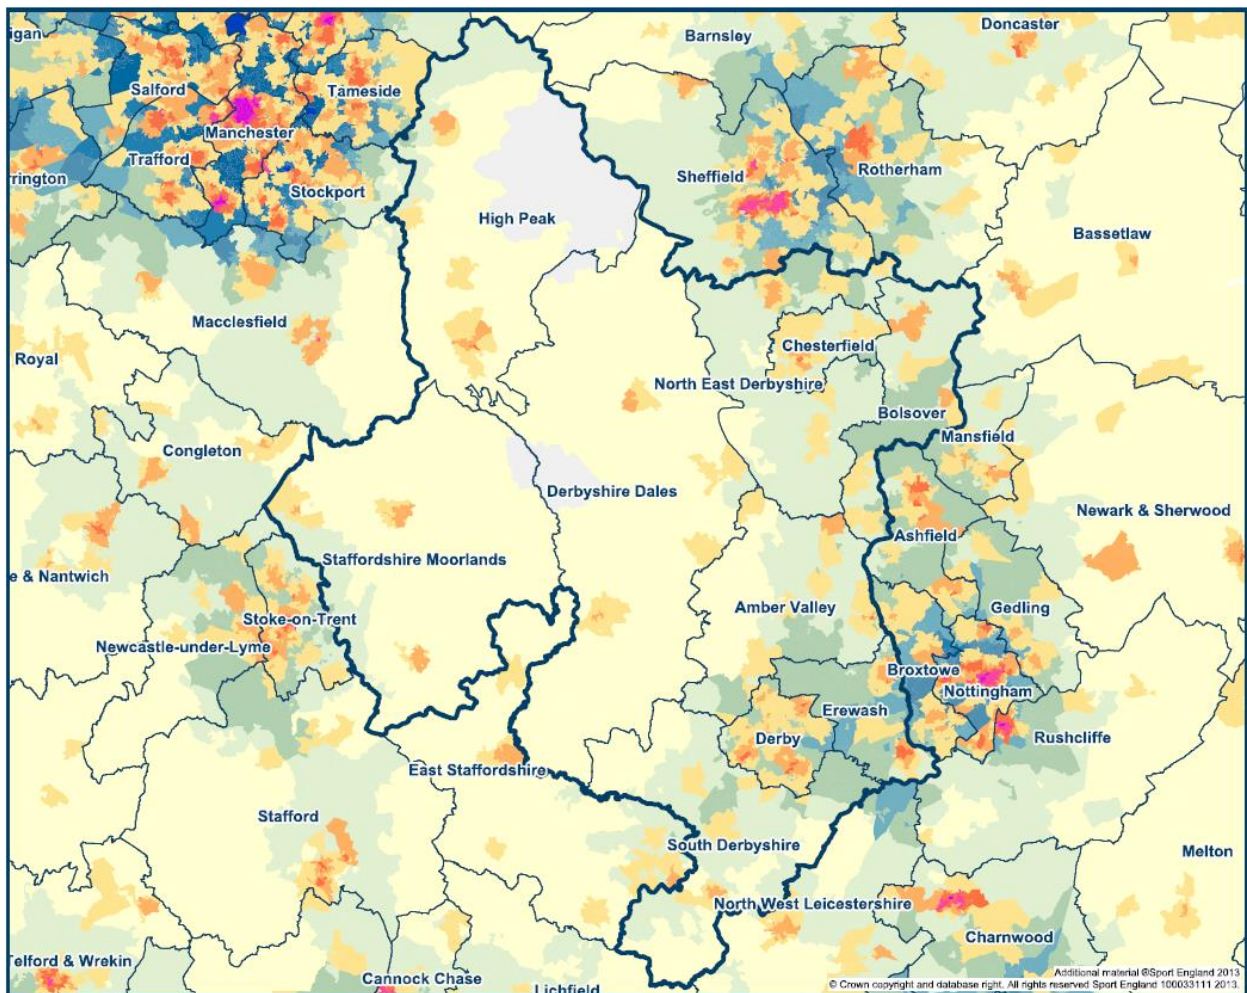 igan
Barnsley
Doncaster
Salford
Tameside
Manchester
Trafford
rrington
Stockport
Sheffield
Rotherham
High Peak
Bassetlaw
Macclesfield
Royal
Chesterfield
North East Derbyshire
Bolsover
Congleton
Mansfield
Derbyshire Dales
Newark & Sherwood
Ashfield
Staffordshire Moorlands
e & Nantwich
Amber Valley
Gedling
Stoke-on-Trent
Newcastle-under-Lyme
Broxtowe
Nottingham
Erewash
Derby
Rushcliffe
East Staffordshire
Stafford
South Derbyshire
Melton
North West Leicestershire
Charnwood
Telford & Wrekin
Cannock Chase
Lichfield
Additional material ®Sport England 2013
© Crown copyright and database right. All rights reserved Sport England 100033111 2013.